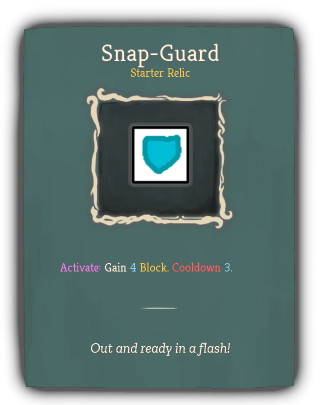 Snap-Guard
Starter Relic
Activate: Gain 4 Block. Cooldown 3.
Out and ready in a flash!